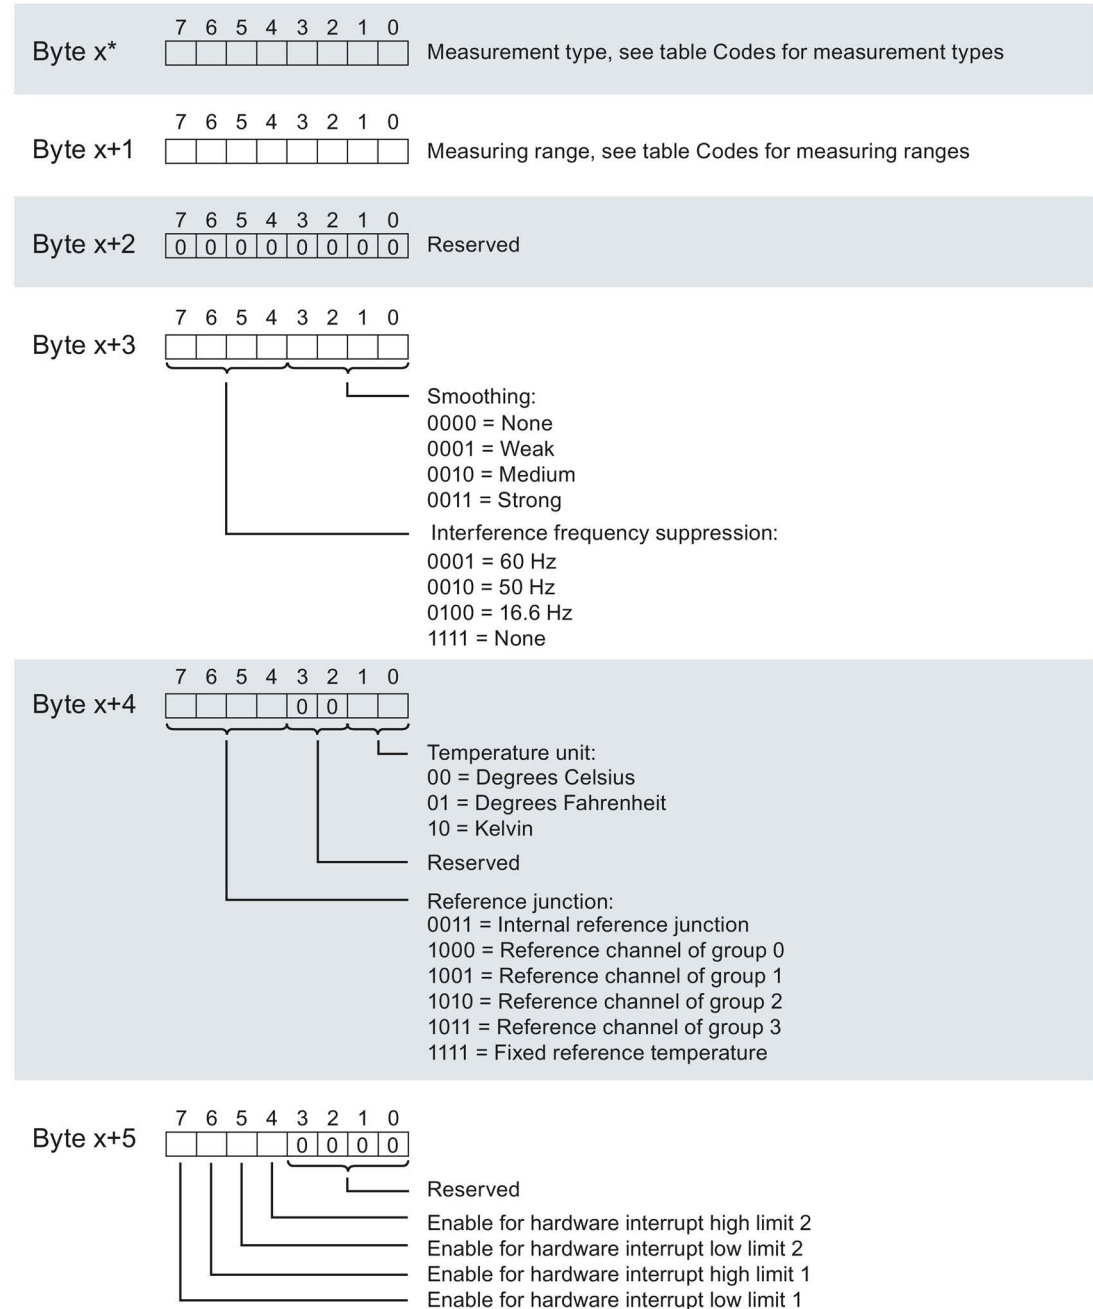 7 6 5 4 3 2 1 0
Byte x* Measurement type, see table Codes for measurement types
7 6 5 4 3 2 1 0
Byte x+1 Measuring range, see table Codes for measuring ranges
7 6 5 4 3 2 1 0
Byte x+2 0 0 0 0 0 0 0 0 Reserved
7 6 5 4 3 2 1 0
Byte x+3
Smoothing:
0000 = None
0001 = Weak
0010 = Medium
0011 = Strong
Interference frequency suppression:
0001 = 60 Hz
0010 = 50 Hz
0100 = 16.6 Hz
1111 = None
7 6 5 4 3 2 1 0
Byte x+4 0 0
Temperature unit:
00 = Degrees Celsius
01 = Degrees Fahrenheit
10 = Kelvin
Reserved
Reference junction:
0011 = Internal reference junction
1000 = Reference channel of group 0
1001 = Reference channel of group 1
1010 = Reference channel of group 2
1011 = Reference channel of group 3
1111 = Fixed reference temperature
7 6 5 4 3 2 1 0
Byte x+5 0 0 0 0
Reserved
Enable for hardware interrupt high limit 2
Enable for hardware interrupt low limit 2
Enable for hardware interrupt high limit 1
Enable for hardware interrupt low limit 1